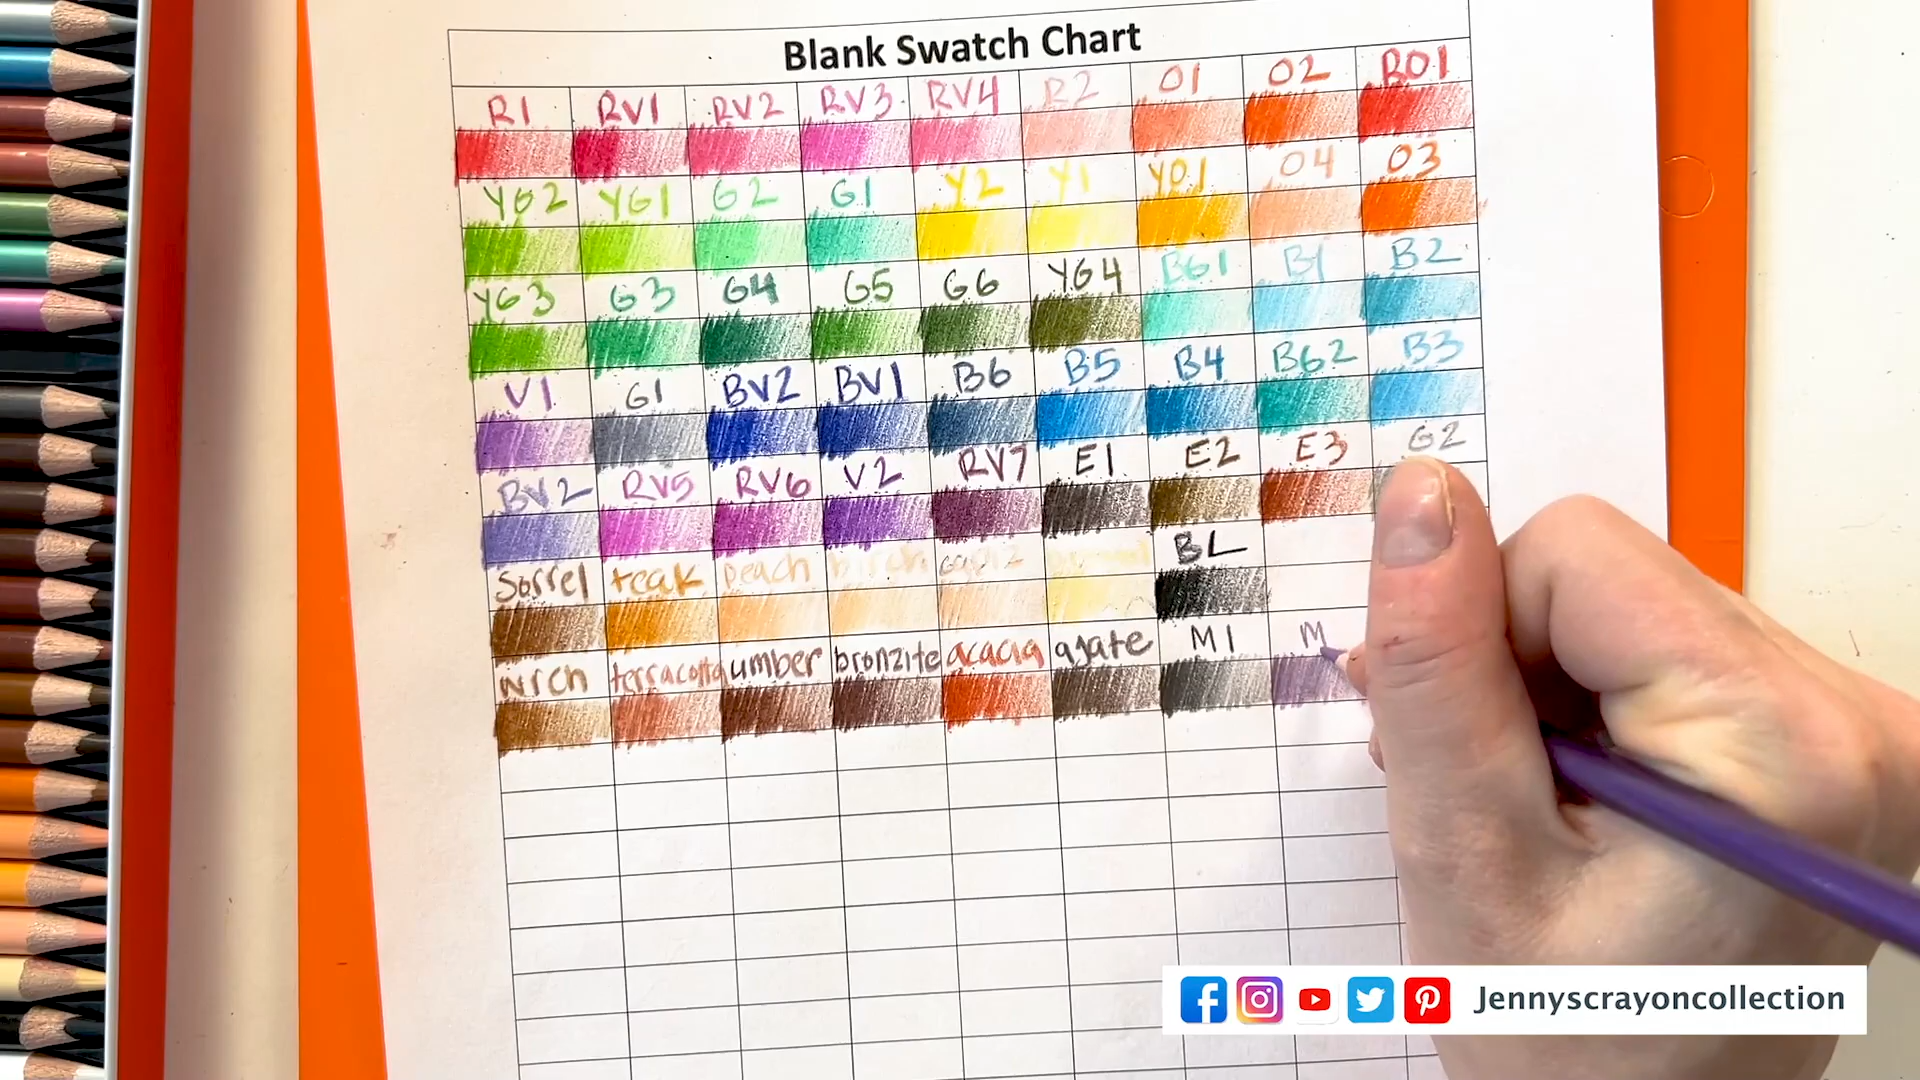 Blank Swatch Chart
R1 RV1 RV2 RV3 RV4 R2 O1 O2 RO1
YG2 YG1 G2 G1 Y2 Y1 YO1 O4 O3
YG3 G3 G4 G5 G6 YG4 BG1 B1 B2
V1 G1 BV2 BV1 B6 B5 B4 BG2 B3
BV2 RV5 RV6 V2 RV7 E1 E2 E3 G2
Sorrel teak peach birch BL
wrch terracotta umber bronzite acacia agate M1 M
Jennyscrayoncollection